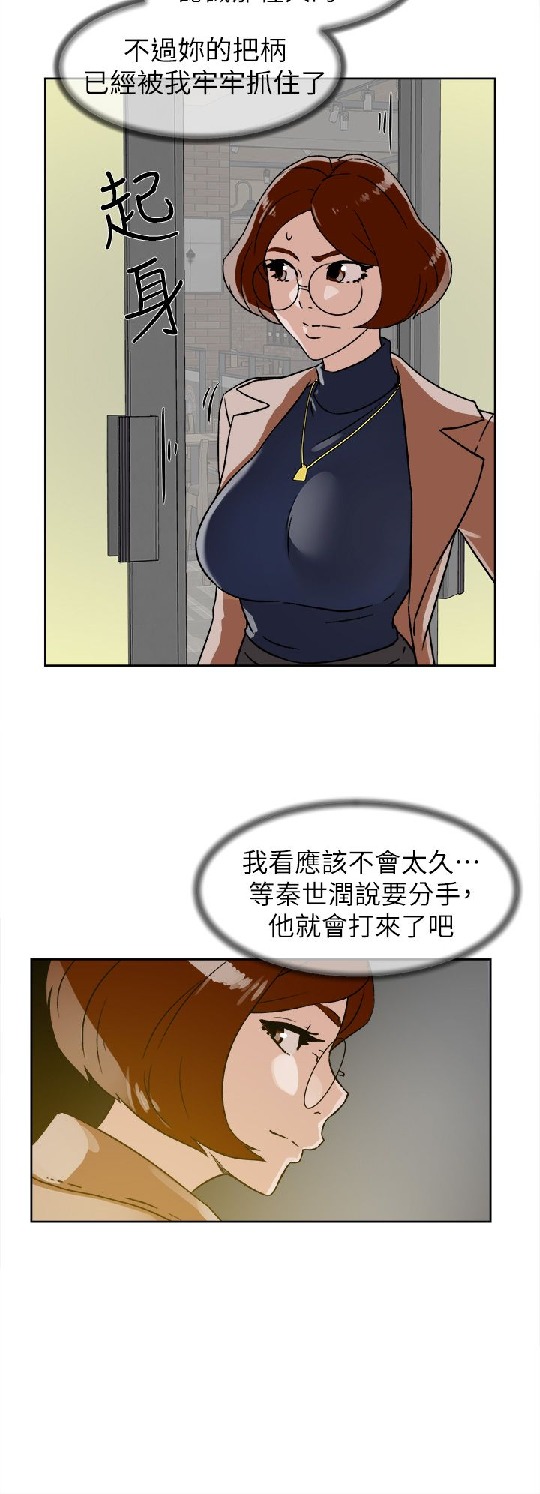 不過妳的把柄
已經被我牢牢抓住了
起身
我看應該不會太久…
等秦世潤說要分手,
他就會打來了吧